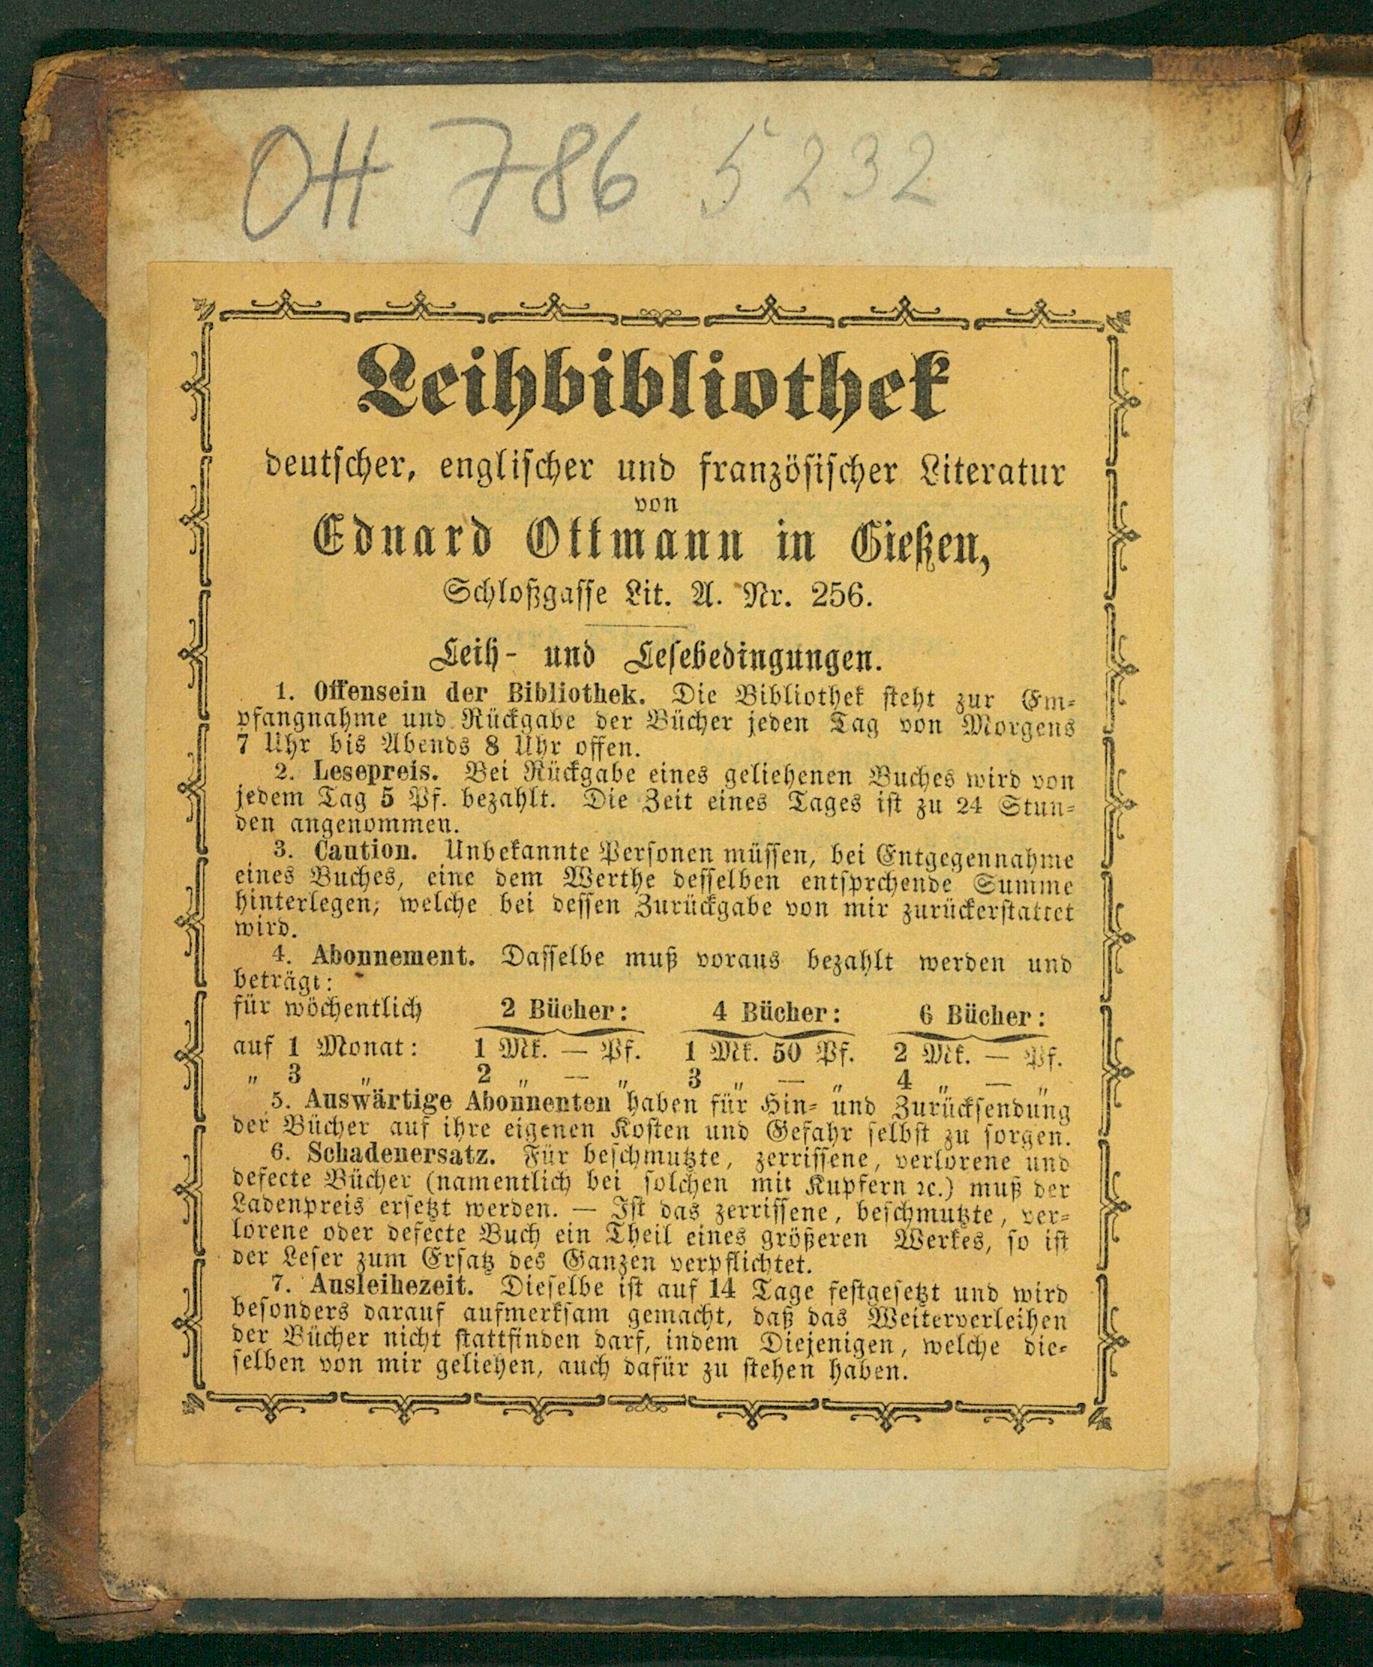 OH 786 5232
Leihbibliothek
deutscher, englischer und französischer Literatur
von
Eduard Ottmann in Gießen,
Schloßgasse Lit. A. Nr. 256.
Leih- und Lesebedingungen.
1. Offensein der Bibliothek. Die Bibliothek steht zur Em-
pfangnahme und Rückgabe der Bücher jeden Tag von Morgens
7 Uhr bis Abends 8 Uhr offen.
2. Lesepreis. Bei Rückgabe eines geliehenen Buches wird von
jedem Tag 5 Pf. bezahlt. Die Zeit eines Tages ist zu 24 Stun-
den angenommen.
3. Caution. Unbekannte Personen müssen, bei Entgegennahme
eines Buches, eine dem Werthe desselben entsprchende Summe
hinterlegen, welche bei dessen Zurückgabe von mir zurückerstattet
wird.
4. Abonnement. Dasselbe muß voraus bezahlt werden und
beträgt:
für wöchentlich 2 Bücher: 4 Bücher: 6 Bücher:
auf 1 Monat: 1 Mk. — Pf. 1 Mk. 50 Pf. 2 Mk. — Pf.
" 3 " 2 " — " 3 " — " 4 " — "
5. Auswärtige Abonnenten haben für Hin- und Zurücksendung
der Bücher auf ihre eigenen Kosten und Gefahr selbst zu sorgen.
6. Schadenersatz. Für beschmutzte, zerrissene, verlorene und
defecte Bücher (namentlich bei solchen mit Kupfern ꝛc.) muß der
Ladenpreis ersetzt werden. — Ist das zerrissene, beschmutzte, ver-
lorene oder defecte Buch ein Theil eines größeren Werkes, so ist
der Leser zum Ersatz des Ganzen verpflichtet.
7. Ausleihezeit. Dieselbe ist auf 14 Tage festgesetzt und wird
besonders darauf aufmerksam gemacht, daß das Weiterverleihen
der Bücher nicht stattfinden darf, indem Diejenigen, welche die-
selben von mir geliehen, auch dafür zu stehen haben.